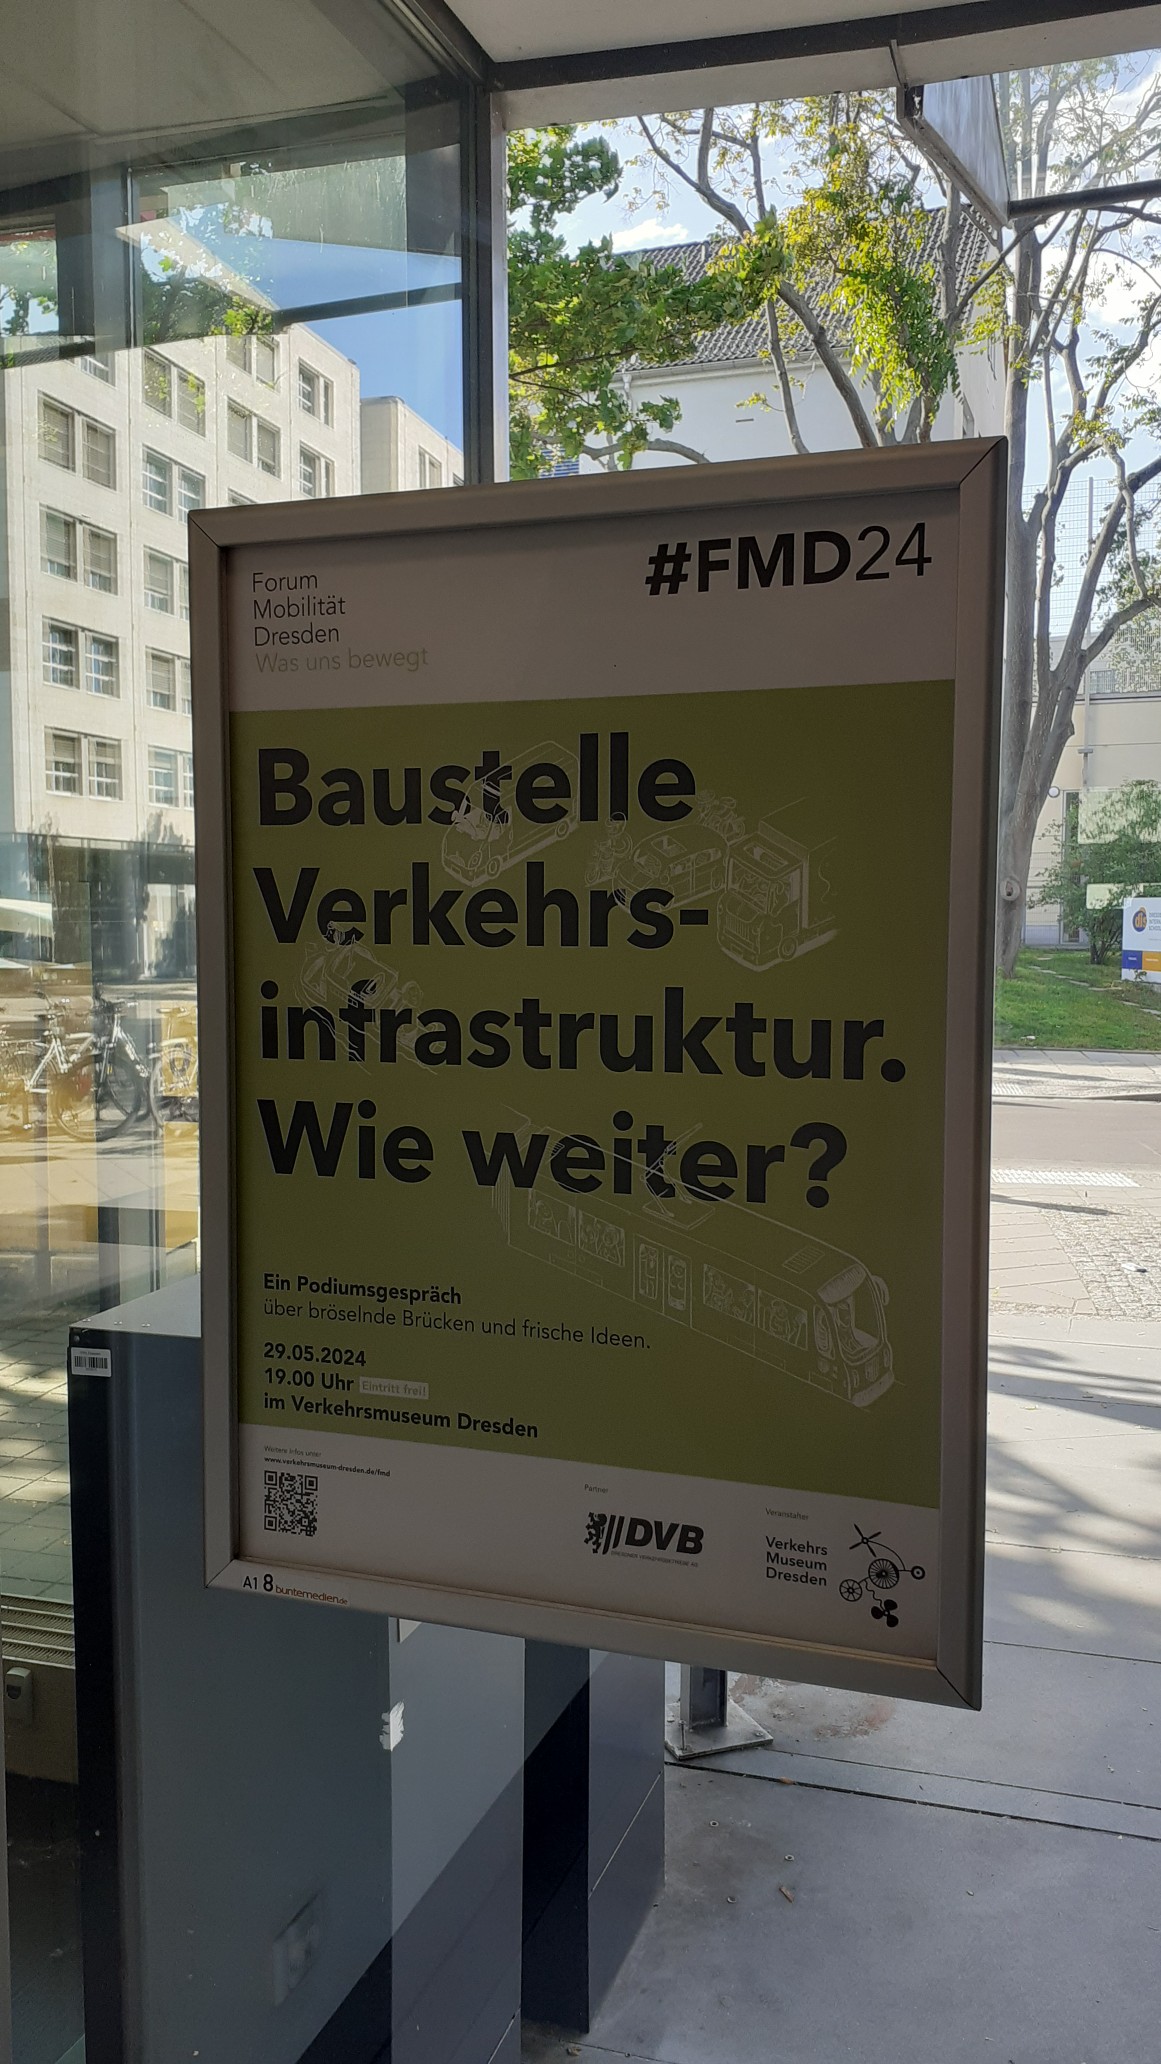 Forum
Mobilität
Dresden
Was uns bewegt
#FMD24
Baustelle
Verkehrs-
infrastruktur.
Wie weiter?
Ein Podiumsgespräch
über bröselnde Brücken und frische Ideen.
29.05.2024
19.00 Uhr Eintritt frei!
im Verkehrsmuseum Dresden
Weitere Infos unter
www.verkehrsmuseum-dresden.de/fmd
Partner
DVB
Veranstalter
Verkehrs
Museum
Dresden
A1 8 buntemedien.de
dis